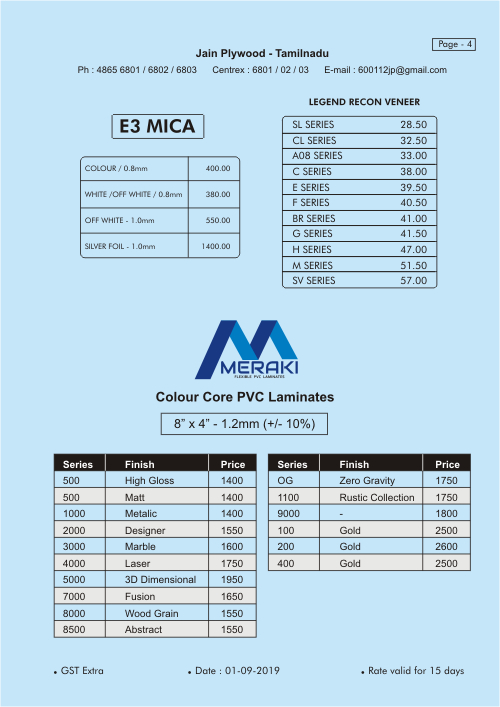 Page - 4
Jain Plywood - Tamilnadu
Ph : 4865 6801 / 6802 / 6803 Centrex : 6801 / 02 / 03 E-mail : 600112jp@gmail.com
E3 MICA
COLOUR / 0.8mm 400.00
WHITE /OFF WHITE / 0.8mm 380.00
OFF WHITE - 1.0mm 550.00
SILVER FOIL - 1.0mm 1400.00
LEGEND RECON VENEER
SL SERIES 28.50
CL SERIES 32.50
A08 SERIES 33.00
C SERIES 38.00
E SERIES 39.50
F SERIES 40.50
BR SERIES 41.00
G SERIES 41.50
H SERIES 47.00
M SERIES 51.50
SV SERIES 57.00
MERAKI
FLEXIBLE PVC LAMINATES
Colour Core PVC Laminates
8” x 4” - 1.2mm (+/- 10%)
Series Finish Price
500 High Gloss 1400
500 Matt 1400
1000 Metalic 1400
2000 Designer 1550
3000 Marble 1600
4000 Laser 1750
5000 3D Dimensional 1950
7000 Fusion 1650
8000 Wood Grain 1550
8500 Abstract 1550
Series Finish Price
OG Zero Gravity 1750
1100 Rustic Collection 1750
9000 - 1800
100 Gold 2500
200 Gold 2600
400 Gold 2500
• GST Extra • Date : 01-09-2019 • Rate valid for 15 days